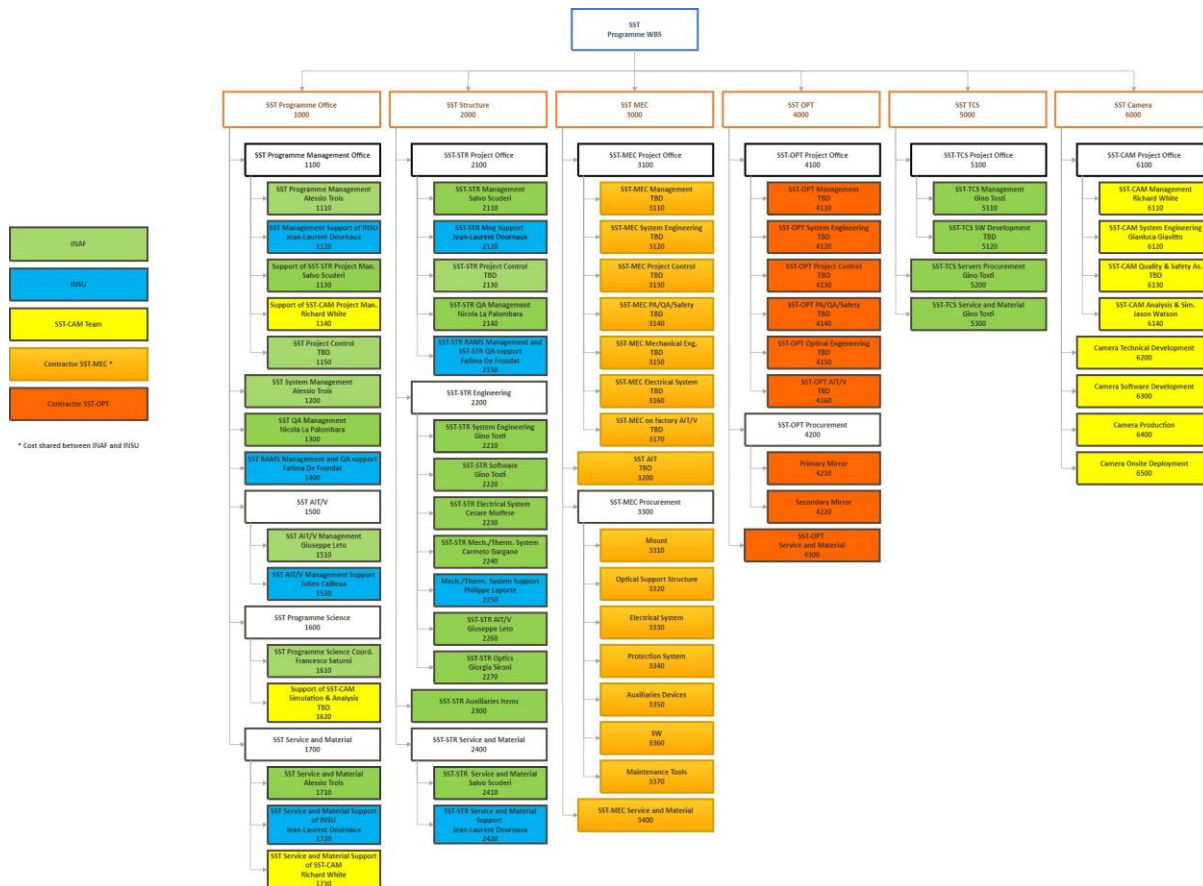 SST
Programme WBS
SST Programme Office
1000
SST Structure
2000
SST MEC
3000
SST OPT
4000
SST TCS
5000
SST Camera
6000
INAF
INSU
SST-CAM Team
Contractor SST-MEC *
Contractor SST-OPT
* Cost shared between INAF and INSU
SST Programme Management Office
1100
SST Programme Management
Alessio Trois
1110
SST Management Support of INSU
Jean-Laurent Dournaux
1120
Support of SST-STR Project Man.
Salvo Scuderi
1130
Support of SST-CAM Project Man.
Richard White
1140
SST Project Control
TBD
1150
SST System Management
Alessio Trois
1200
SST QA Management
Nicola La Palombara
1300
SST RAMS Management and QA support
Fatima De Frondat
1400
SST AIT/V
1500
SST AIT/V Management
Giuseppe Leto
1510
SST AIT/V Management Support
Julien Cailleux
1520
SST Programme Science
1600
SST Programme Science Coord.
Francesco Saturni
1610
Support of SST-CAM
Simulation & Analysis
TBD
1620
SST Service and Material
1700
SST Service and Material
Alessio Trois
1710
SST Service and Material Support
of INSU
Jean-Laurent Dournaux
1730
SST Service and Material Support
of SST-CAM
Richard White
1730
SST-STR Project Office
2100
SST-STR Management
Salvo Scuderi
2110
SST-STR Mng Support
Jean-Laurent Dournaux
2120
SST-STR Project Control
TBD
2130
SST-STR QA Management
Nicola La Palombara
2140
SST-STR RAMS Management and
SST-STR QA support
Fatima De Frondat
2150
SST-STR Engineering
2200
SST-STR System Engineering
Gino Tosti
2210
SST-STR Software
Gino Tosti
2220
SST-STR Electrical System
Cesare Molfese
2230
SST-STR Mech./Therm. System
Carmelo Gargano
2240
Mech./Therm. System Support
Philippe Laporte
2250
SST-STR AIT/V
Giuseppe Leto
2260
SST-STR Optics
Giorgia Sironi
2270
SST-STR Auxiliaries Items
2300
SST-STR Service and Material
2400
SST-STR Service and Material
Salvo Scuderi
2410
SST-STR Service and Material
Support
Jean-Laurent Dournaux
2420
SST-MEC Project Office
3100
SST-MEC Management
TBD
3110
SST-MEC System Engineering
TBD
3120
SST-MEC Project Control
TBD
3130
SST-MEC PA/QA/Safety
TBD
3140
SST-MEC Mechanical Eng.
TBD
3150
SST-MEC Electrical System
TBD
3160
SST-MEC on factory AIT/V
TBD
3170
SST AIT
TBD
3200
SST-MEC Procurement
3300
Mount
3310
Optical Support Structure
3320
Electrical System
3330
Protection System
3340
Auxiliaries Devices
3350
SW
3360
Maintenance Tools
3370
SST-MEC Service and Material
3400
SST-OPT Project Office
4100
SST-OPT Management
TBD
4110
SST-OPT System Engineering
TBD
4120
SST-OPT Project Control
TBD
4130
SST-OPT PA/QA/Safety
TBD
4140
SST-OPT Optical Engeneering
TBD
4150
SST-OPT AIT/V
TBD
4160
SST-OPT Procurement
4200
Primary Mirror
4210
Secondary Mirror
4220
SST-OPT
Service and Material
4300
SST-TCS Project Office
5100
SST-TCS Management
Gino Tosti
5110
SST-TCS SW Development
TBD
5120
SST-TCS Servers Procurement
Gino Tosti
5200
SST-TCS Service and Material
Gino Tosti
5300
SST-CAM Project Office
6100
SST-CAM Management
Richard White
6110
SST-CAM System Engineering
Gianluca Giavitto
6120
SST-CAM Quality & Safety As.
TBD
6130
SST-CAM Analysis & Sim.
Jason Watson
6140
Camera Technical Development
6200
Camera Software Development
6300
Camera Production
6400
Camera Onsite Deployment
6500